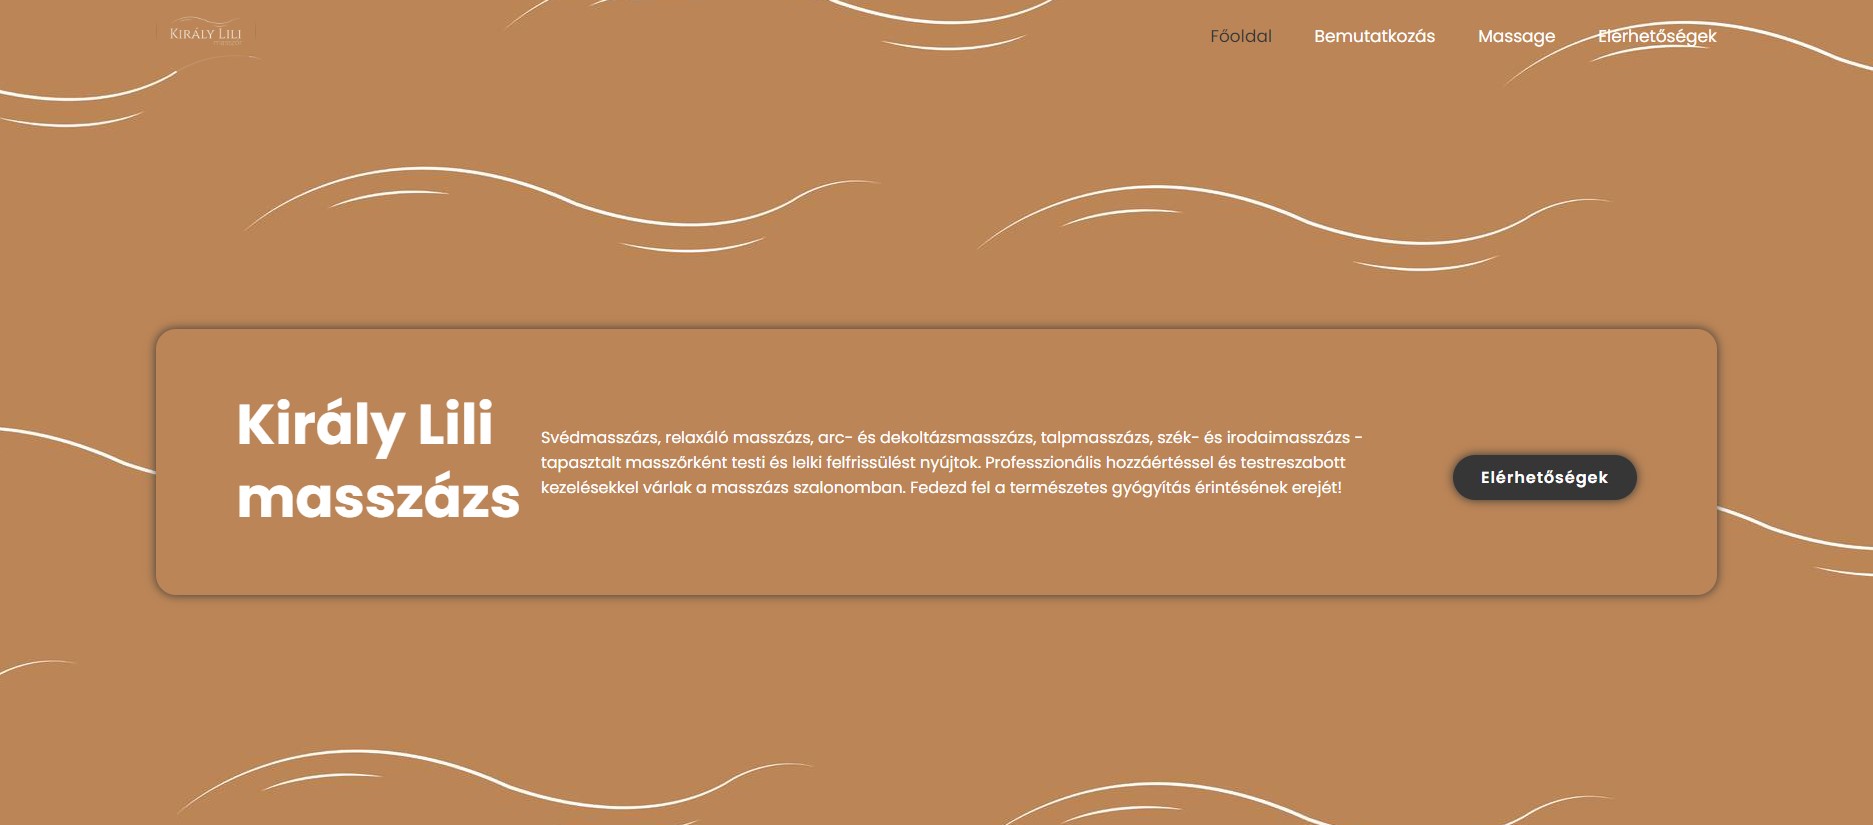 Király Lili
Főoldal
Bemutatkozás
Massage
Elérhetőségek
Király Lili
masszázs
Svédmasszázs, relaxáló masszázs, arc- és dekoltázsmasszázs, talpmasszázs, szék- és irodaimasszázs -
tapasztalt masszőrként testi és lelki felfrissülést nyújtok. Professzionális hozzáértéssel és testreszabott
kezelésekkel várlak a masszázs szalonomban. Fedezd fel a természetes gyógyítás érintésének erejét!
Elérhetőségek